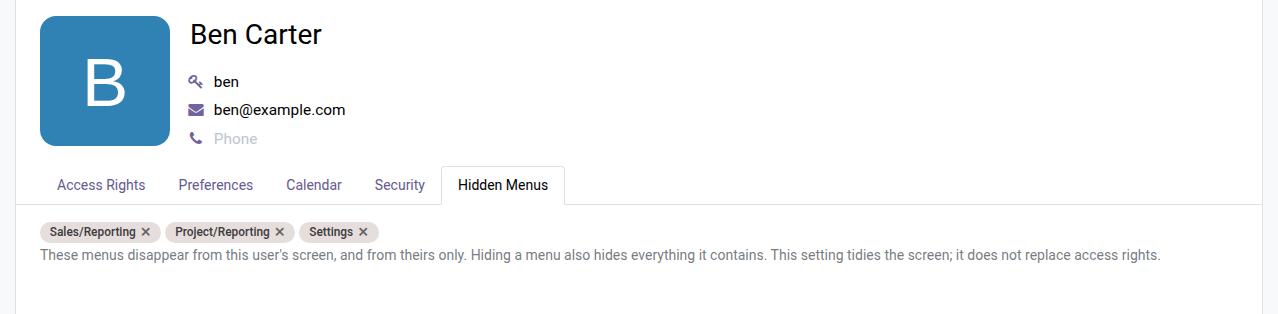 B
Ben Carter
ben
ben@example.com
Phone
Access Rights Preferences Calendar Security Hidden Menus
Sales/Reporting × Project/Reporting × Settings ×
These menus disappear from this user's screen, and from theirs only. Hiding a menu also hides everything it contains. This setting tidies the screen; it does not replace access rights.